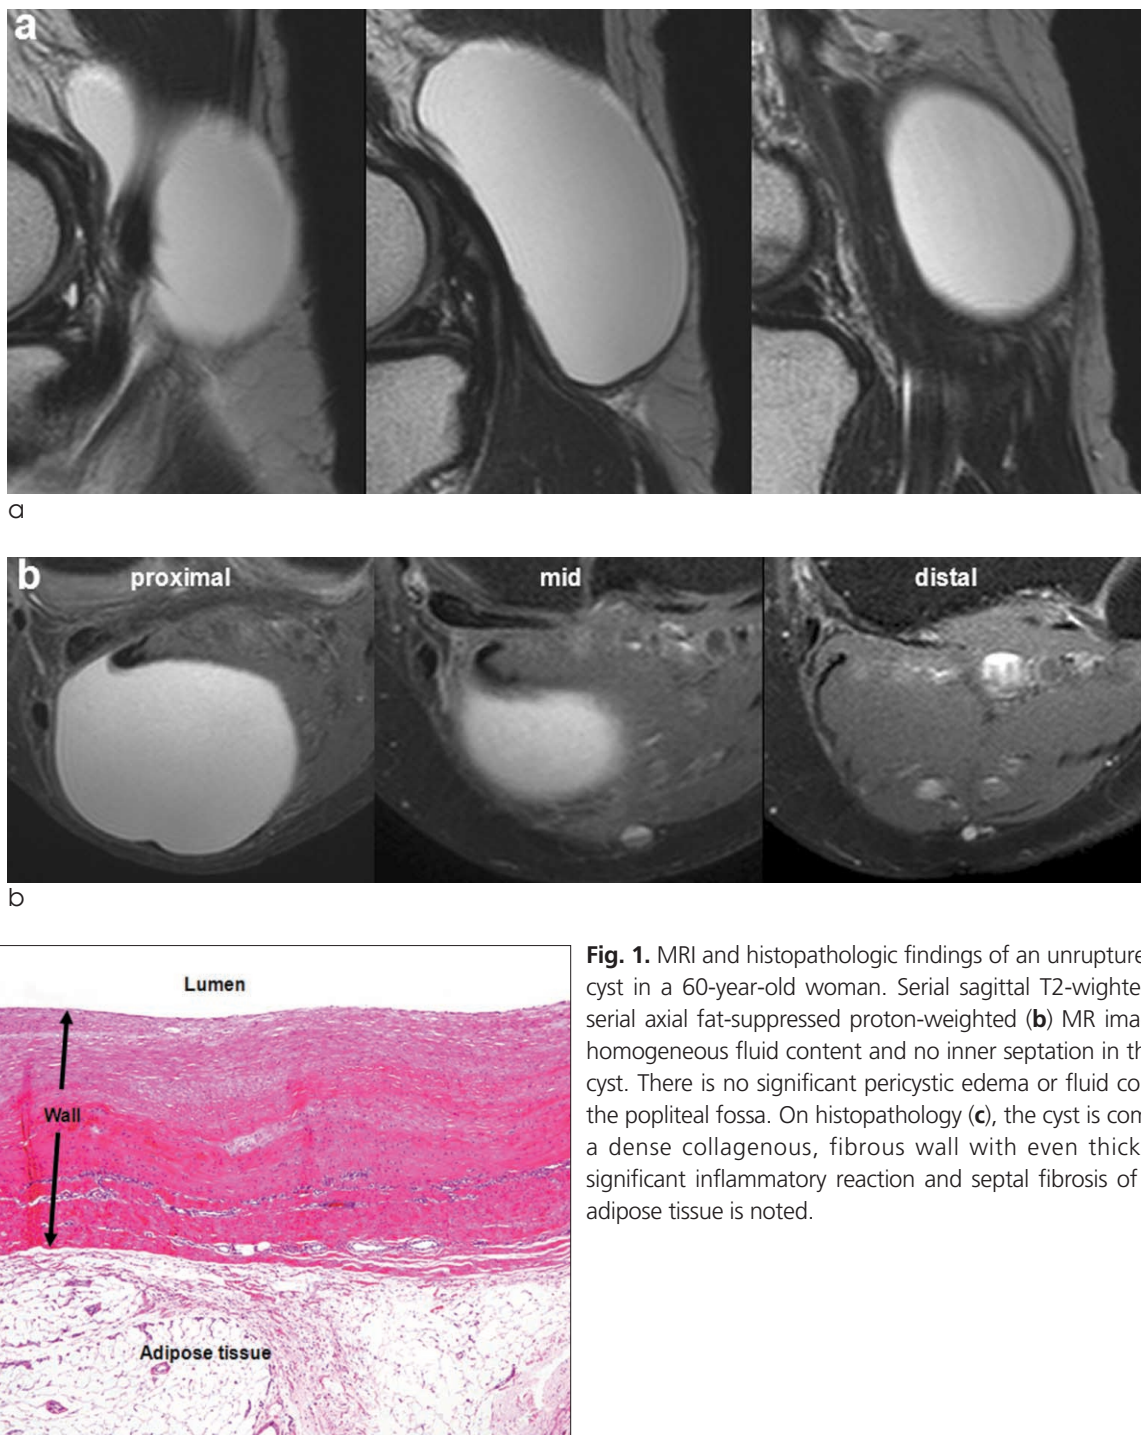 a
a
b proximal mid distal
b
Lumen
Wall
Adipose tissue
Fig. 1. MRI and histopathologic findings of an unrupture
cyst in a 60-year-old woman. Serial sagittal T2-wighte
serial axial fat-suppressed proton-weighted (b) MR ima
homogeneous fluid content and no inner septation in th
cyst. There is no significant pericystic edema or fluid co
the popliteal fossa. On histopathology (c), the cyst is com
a dense collagenous, fibrous wall with even thick
significant inflammatory reaction and septal fibrosis of
adipose tissue is noted.